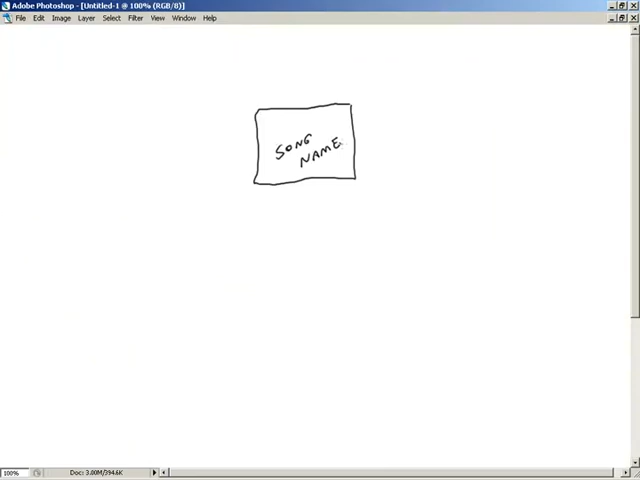 Adobe Photoshop - [Untitled-1 @ 100% (RGB/8)]
File Edit Image Layer Select Filter View Window Help
SONG
NAME
100% Doc: 3.00M/394.6K